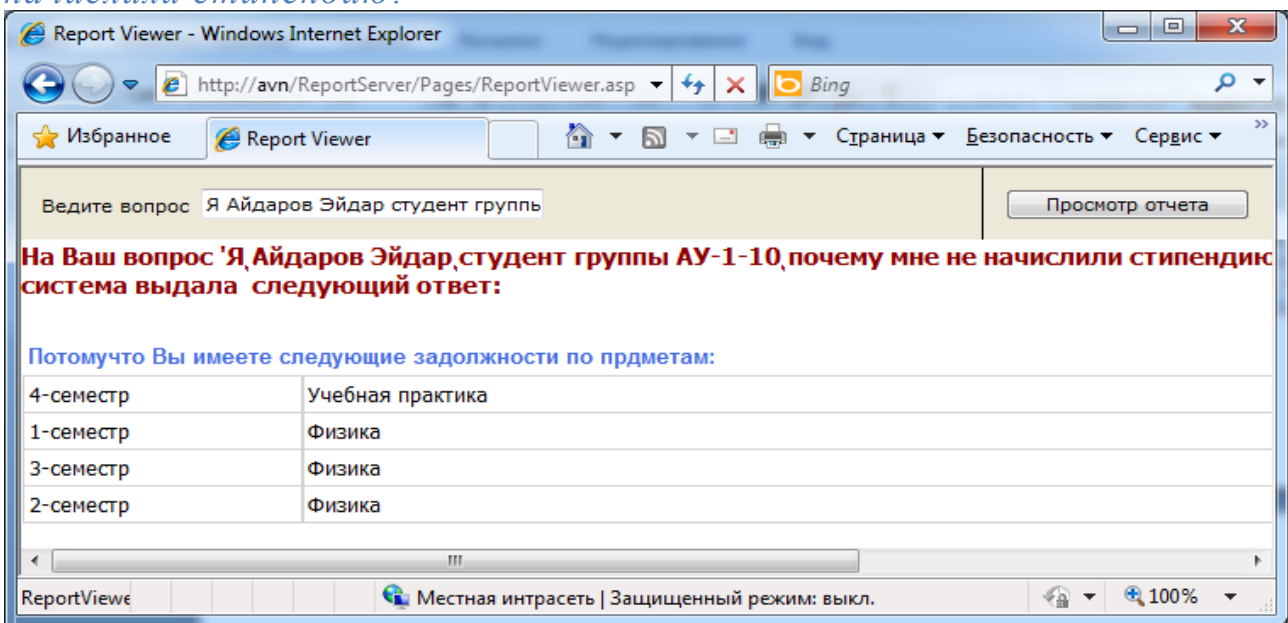 начислили стипендию?
Report Viewer - Windows Internet Explorer
http://avn/ReportServer/Pages/ReportViewer.asp Bing
Избранное Report Viewer Страница Безопасность Сервис »
Ведите вопрос Я Айдаров Эйдар студент группь Просмотр отчета
На Ваш вопрос 'Я,Айдаров Эйдар,студент группы АУ-1-10,почему мне не начислили стипендию
система выдала следующий ответ:
Потомучто Вы имеете следующие задолжности по прдметам:
4-семестр Учебная практика
1-семестр Физика
3-семестр Физика
2-семестр Физика
ReportViewe Местная интрасеть | Защищенный режим: выкл. 100%